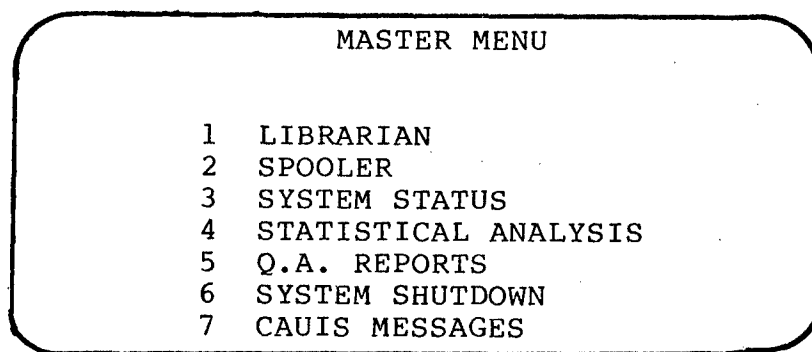 MASTER MENU
1 LIBRARIAN
2 SPOOLER
3 SYSTEM STATUS
4 STATISTICAL ANALYSIS
5 Q.A. REPORTS
6 SYSTEM SHUTDOWN
7 CAUIS MESSAGES